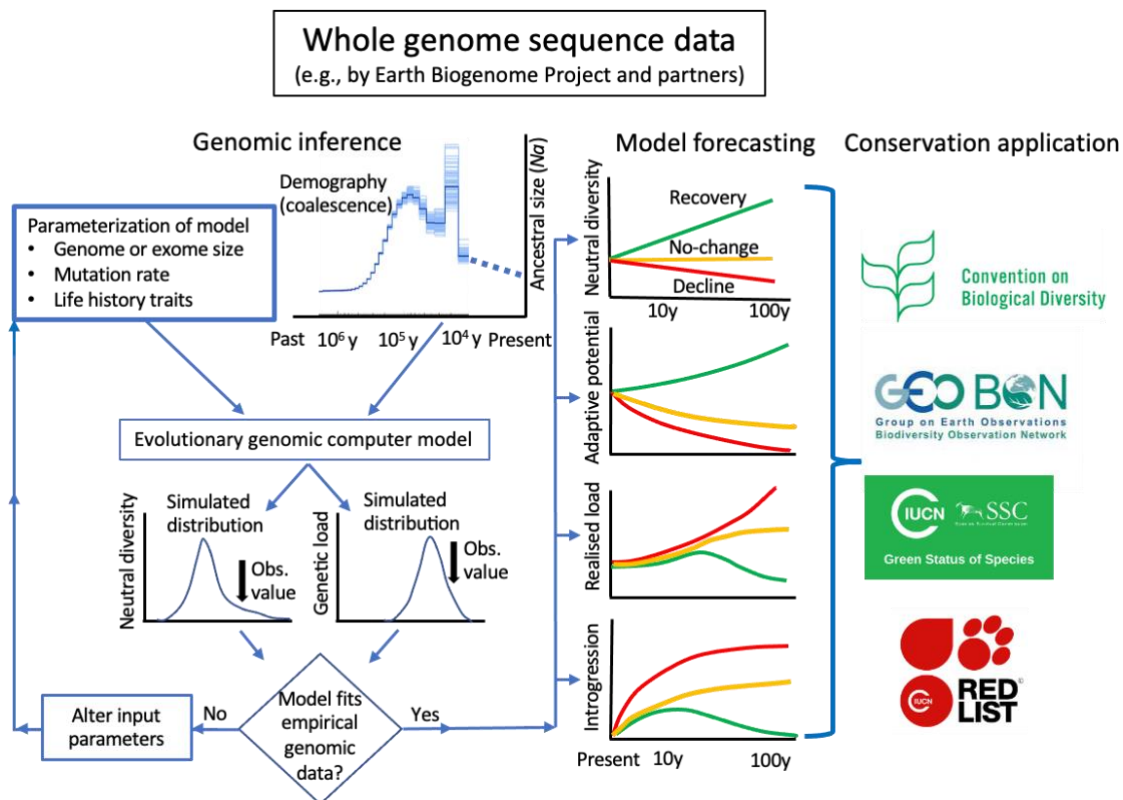 Whole genome sequence data
(e.g., by Earth Biogenome Project and partners)
Genomic inference
Model forecasting
Conservation application
Demography
(coalescence)
Ancestral size (Na)
Past
10⁶ y
10⁵ y
10⁴ y
Present
Parameterization of model
• Genome or exome size
• Mutation rate
• Life history traits
Evolutionary genomic computer model
Simulated
distribution
Neutral diversity
Obs.
value
Simulated
distribution
Genetic load
Obs.
value
Model fits
empirical
genomic
data?
No
Yes
Alter input
parameters
Neutral diversity
Recovery
No-change
Decline
10y
100y
Adaptive potential
Realised load
Introgression
Present
10y
100y
Convention on
Biological Diversity
GEO BON
Group on Earth Observations
Biodiversity Observation Network
IUCN
SSC
Green Status of Species
IUCN
RED
LIST